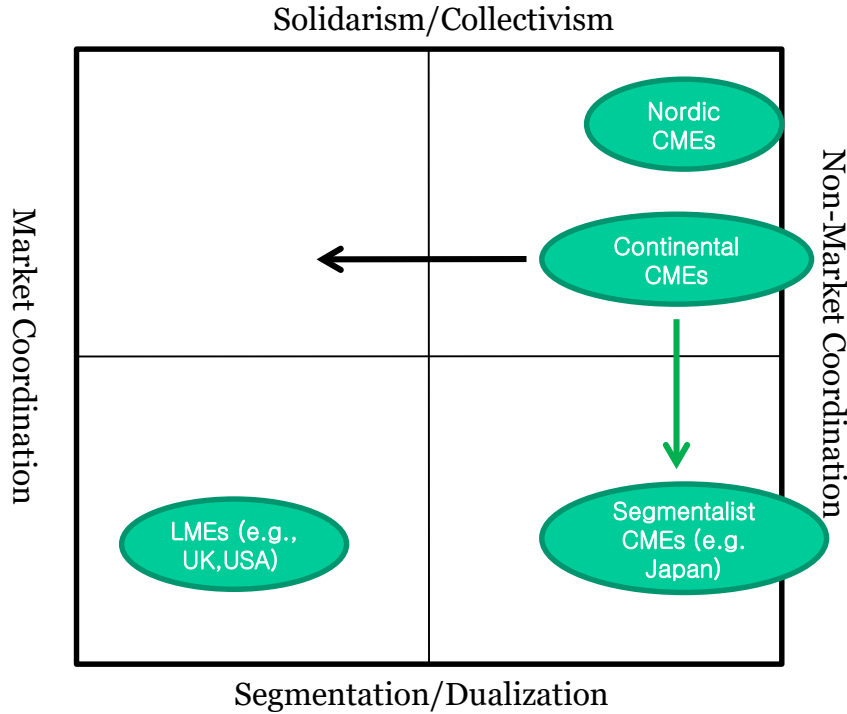 Solidarism/Collectivism
Nordic
CMEs
Market Coordination
Continental
CMEs
Non-Market Coordination
LMEs (e.g.,
UK,USA)
Segmentalist
CMEs (e.g.
Japan)
Segmentation/Dualization